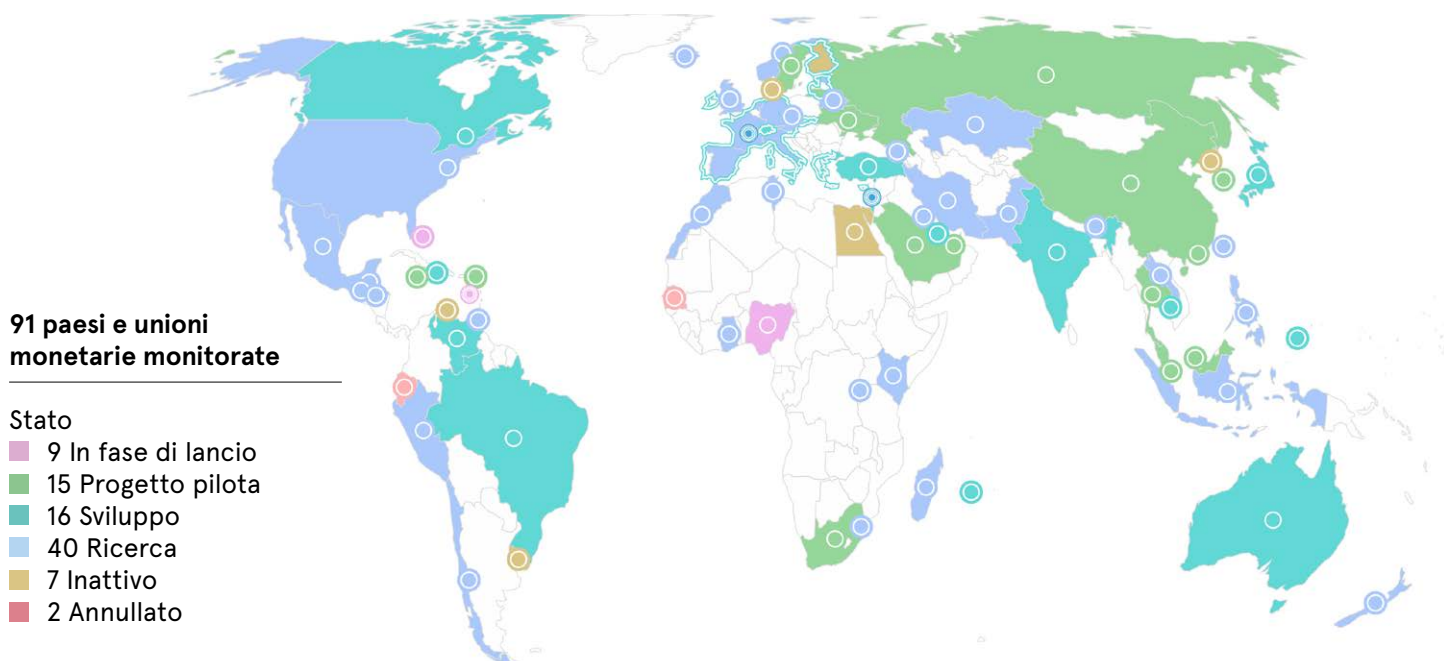 91 paesi e unioni
monetarie monitorate
Stato
9 In fase di lancio
15 Progetto pilota
16 Sviluppo
40 Ricerca
7 Inattivo
2 Annullato